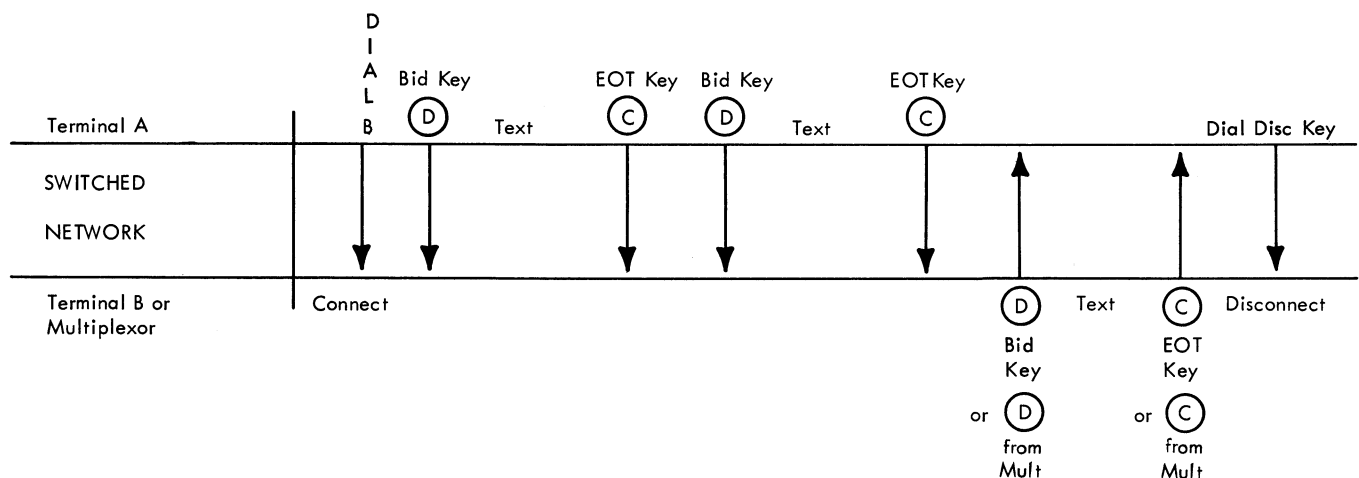 DIAL B
Bid Key
EOT Key
Bid Key
EOTKey
D
C
D
C
Terminal A
Text
Text
Dial Disc Key
SWITCHED
NETWORK
Terminal B or
Multiplexor
Connect
D
Text
C
Disconnect
Bid
Key
EOT
Key
or D
or C
from
Mult
from
Mult